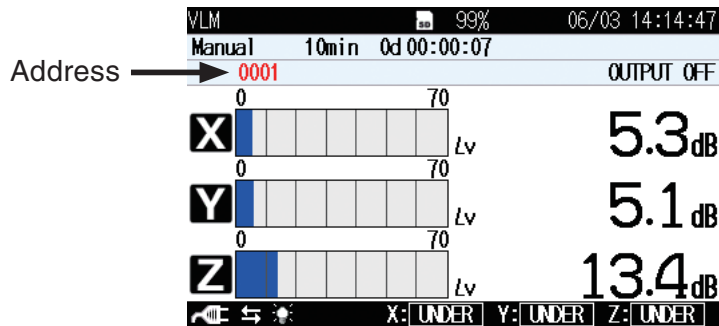 VLM SD 99% 06/03 14:14:47
Manual 10min 0d 00:00:07
Address 0001 OUTPUT OFF
0 70
X Lv 5.3dB
0 70
Y Lv 5.1dB
0 70
Z Lv 13.4dB
X: UNDER Y: UNDER Z: UNDER